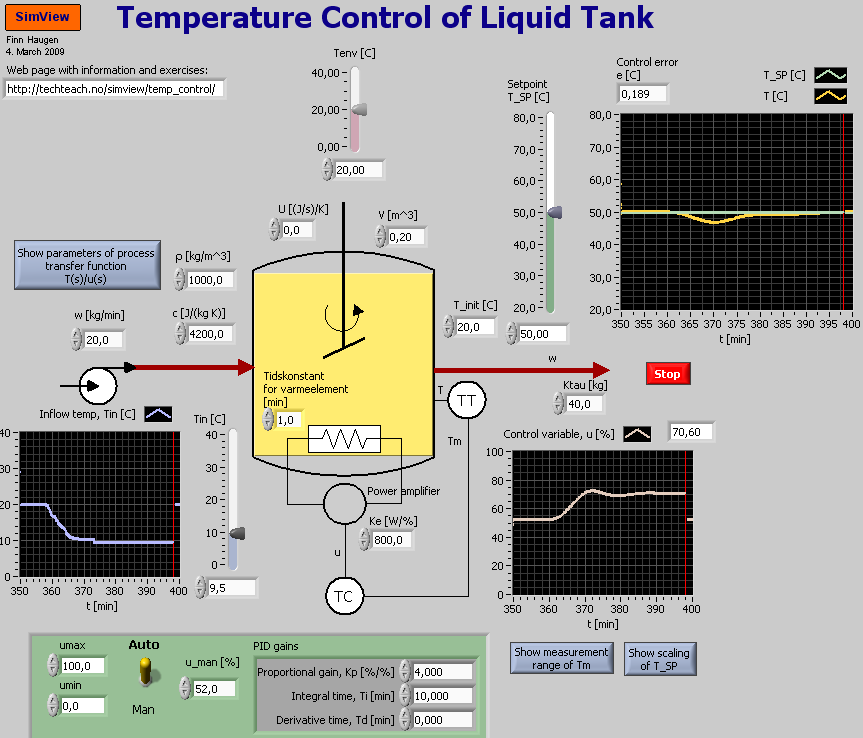 SimView
Temperature Control of Liquid Tank
Finn Haugen
4. March 2009
Web page with information and exercises:
http://techteach.no/simview/temp_control/
Tenv [C]
40,00
20,00
0,00
20,00
Setpoint
T_SP [C]
80,0
70,0
60,0
50,0
40,0
30,0
20,0
50,00
Control error
e [C]
0,189
T_SP [C]
T [C]
80,0
70,0
60,0
50,0
40,0
30,0
20,0
350 355 360 365 370 375 380 385 390 395 400
t [min]
U [(J/s)/K]
0,0
V [m^3]
0,20
Show parameters of process
transfer function
T(s)/u(s)
ρ [kg/m^3]
1000,0
w [kg/min]
20,0
c [J/(kg K)]
4200,0
T_init [C]
20,0
w
Stop
Ktau [kg]
40,0
Tidskonstant
for varmeelement
[min]
1,0
T
TT
Tm
Inflow temp, Tin [C]
40
30
20
10
0
350 360 370 380 390 400
t [min]
Tin [C]
40
30
20
10
0
9,5
Power amplifier
Ke [W/%]
800,0
u
TC
Control variable, u [%]
70,60
100
80
60
40
20
0
350 360 370 380 390 400
t [min]
umax
100,0
umin
0,0
Auto
Man
u_man [%]
52,0
PID gains
Proportional gain, Kp [%/%]
4,000
Integral time, Ti [min]
10,000
Derivative time, Td [min]
0,000
Show measurement
range of Tm
Show scaling
of T_SP